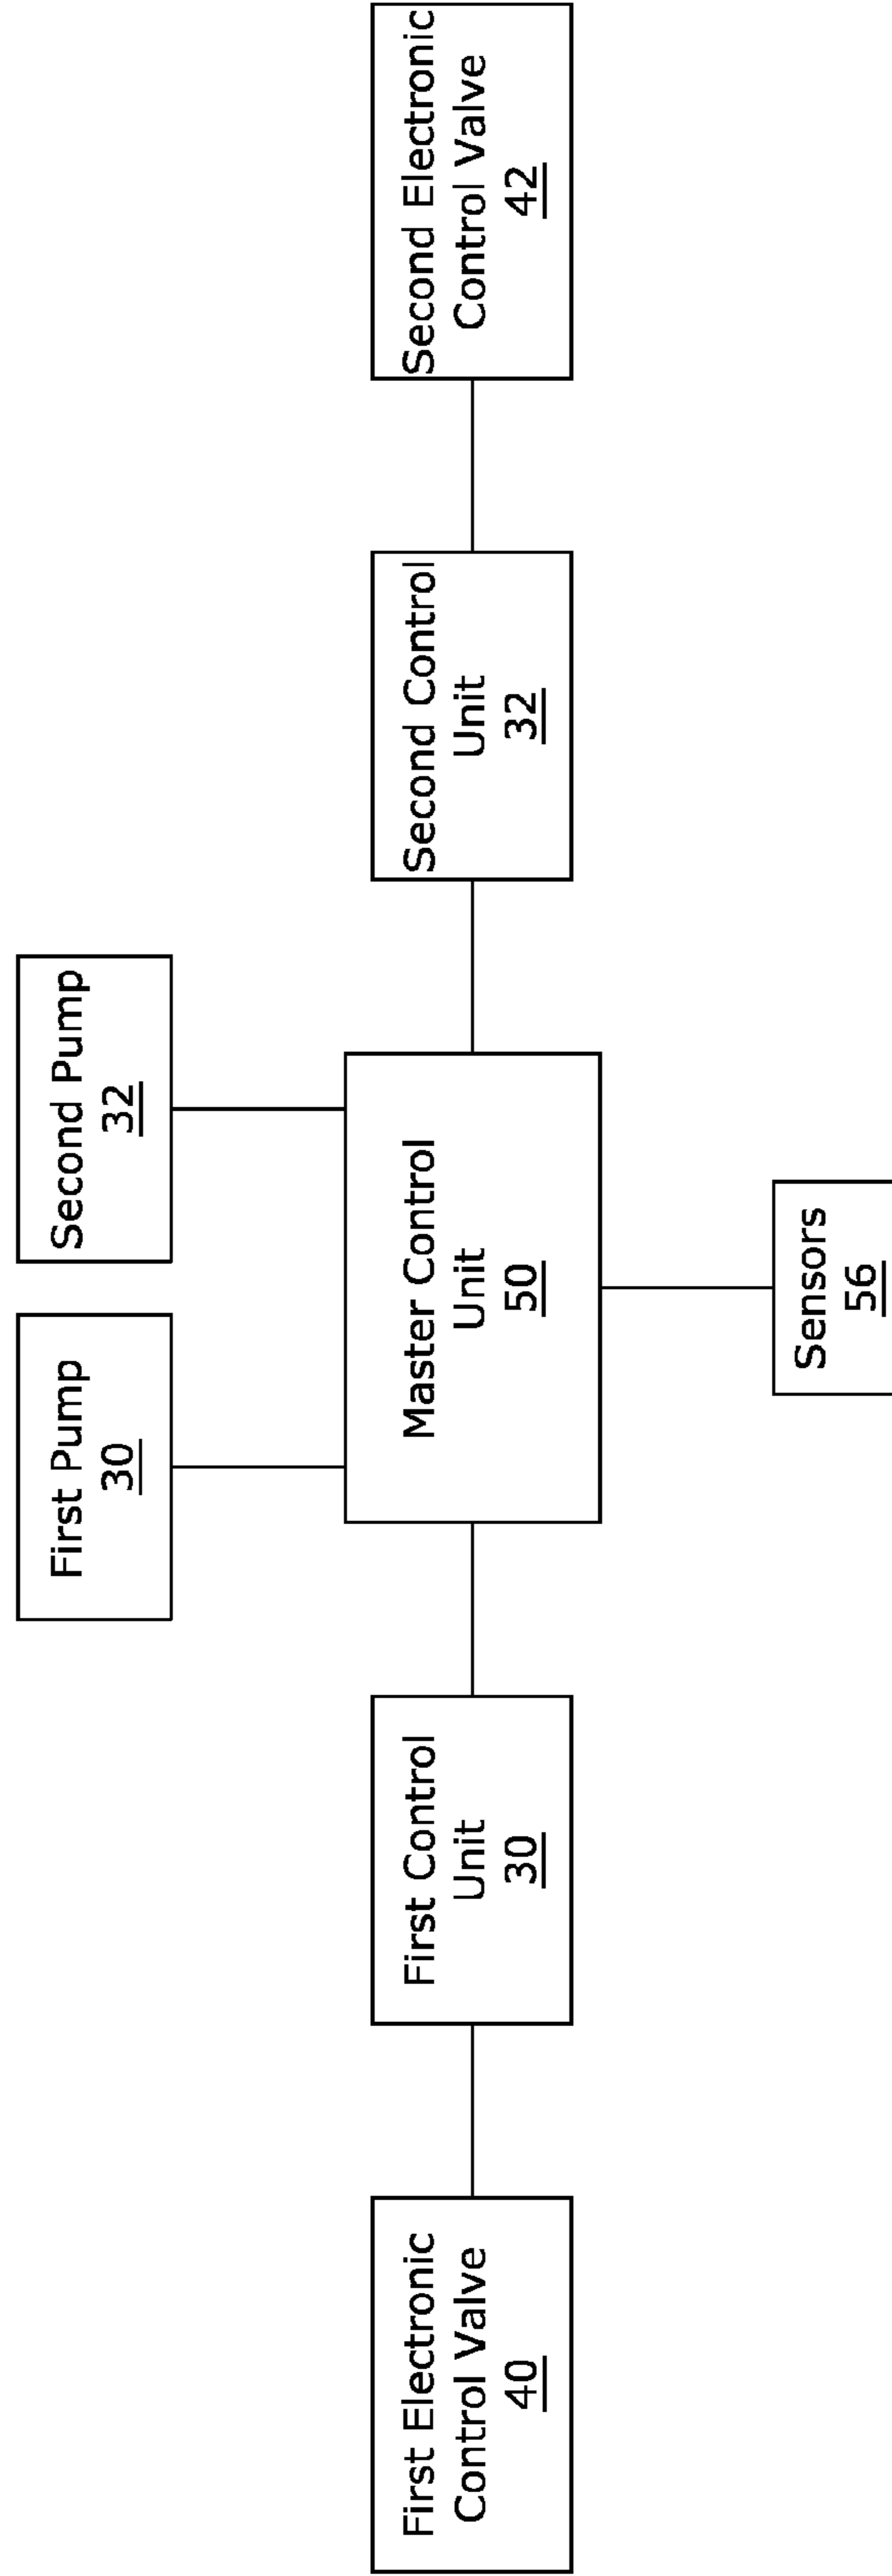 First Pump
30
Second Pump
32
First Electronic
Control Valve
40
First Control
Unit
30
Master Control
Unit
50
Second Control
Unit
32
Second Electronic
Control Valve
42
Sensors
56